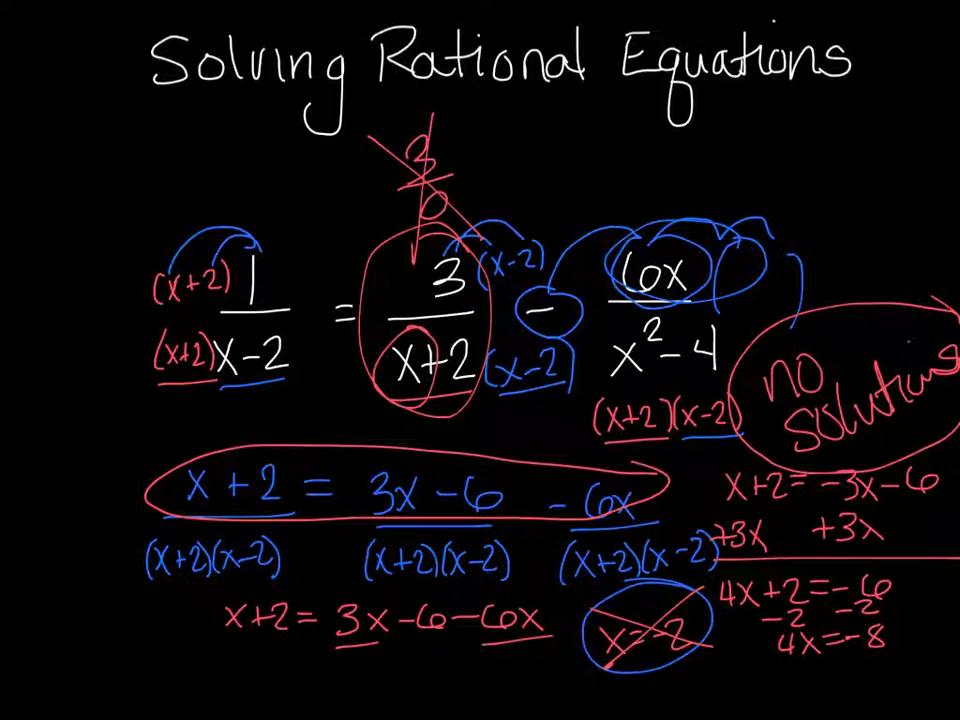 Solving Rational Equations
3
0
(x+2) 1 = 3 (x-2) - 6x ( )
(x+2) x-2 x+2 (x-2) x²-4
(x+2)(x-2)
no
solutions
x+2 = 3x-6 -6x
(x+2)(x-2) (x+2)(x-2) (x+2)(x-2)
x+2= 3x-6-6x
x=-2
x+2=-3x-6
+3x +3x
4x+2=-6
-2 -2
4x=-8